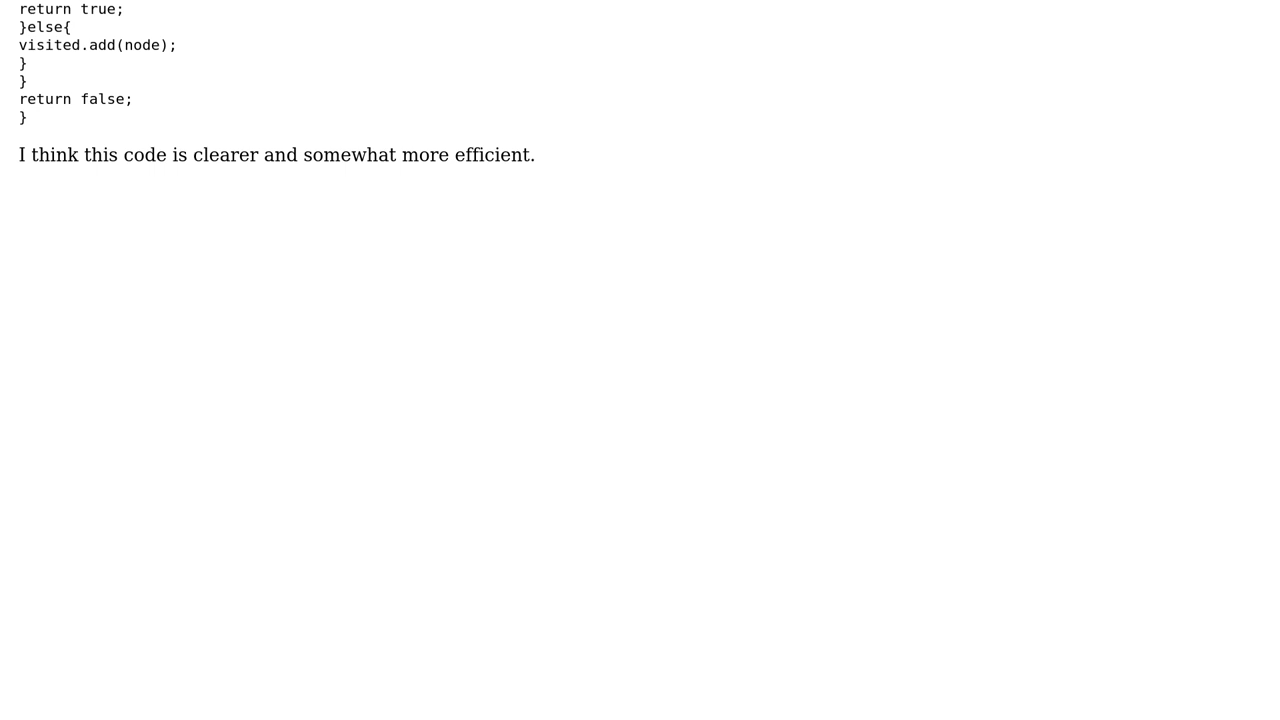 return true;
}else{
visited.add(node);
}
}
return false;
}
I think this code is clearer and somewhat more efficient.